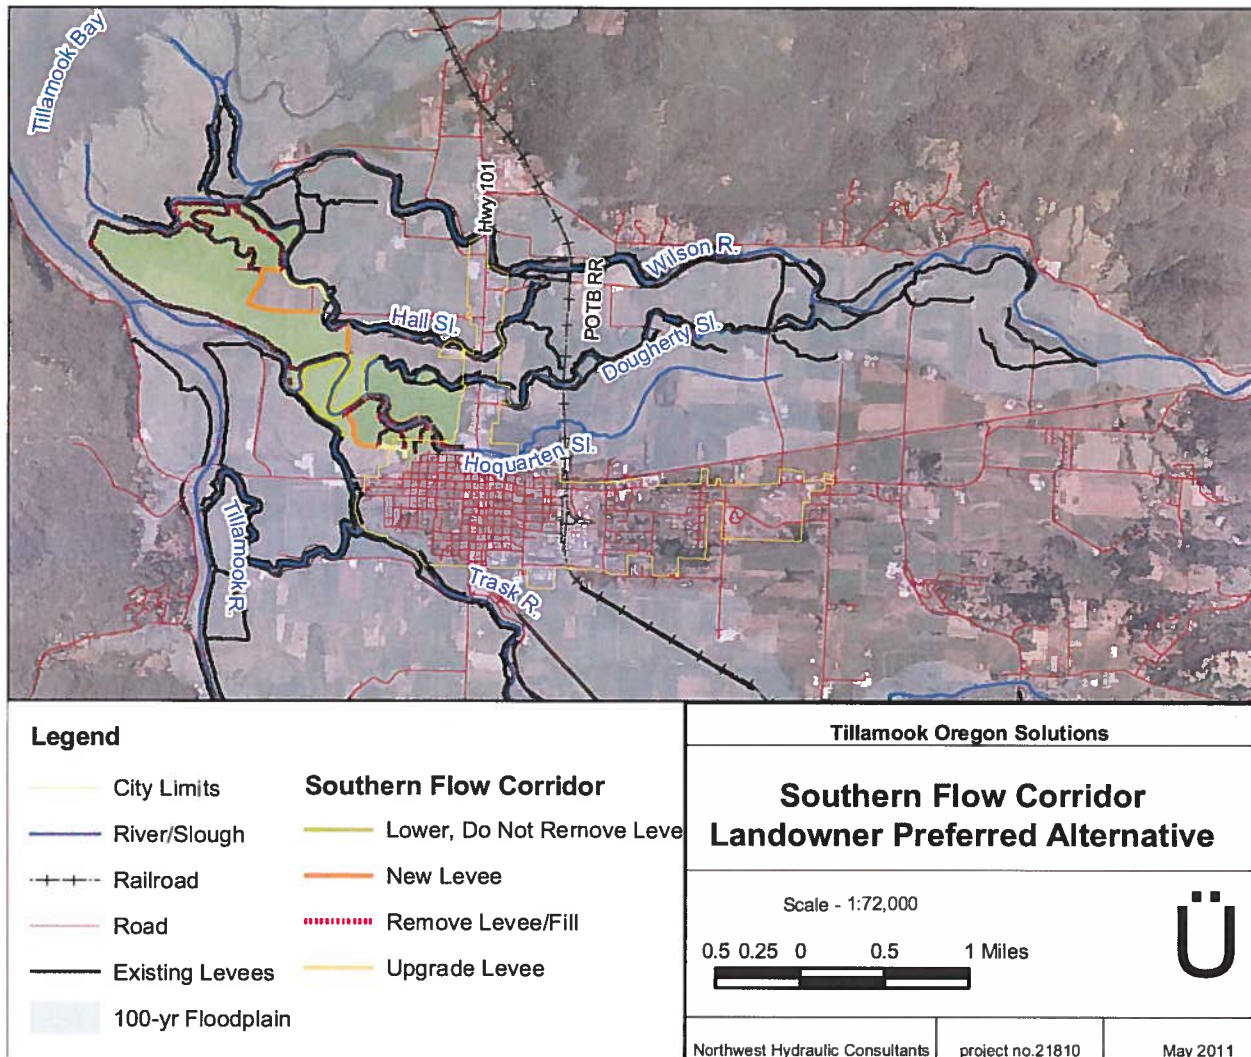 Tillamook Bay
Hwy 101
Wilson R.
POTB RR
Hall Sl.
Dougherty Sl.
Hoquarten Sl.
Tillamook R.
Trask R.
Legend
City Limits
River/Slough
Railroad
Road
Existing Levees
100-yr Floodplain
Southern Flow Corridor
Lower, Do Not Remove Leve
New Levee
Remove Levee/Fill
Upgrade Levee
Tillamook Oregon Solutions
Southern Flow Corridor
Landowner Preferred Alternative
Scale - 1:72,000
0.5 0.25 0 0.5 1 Miles
Ü
Northwest Hydraulic Consultants project no.21810 May 2011